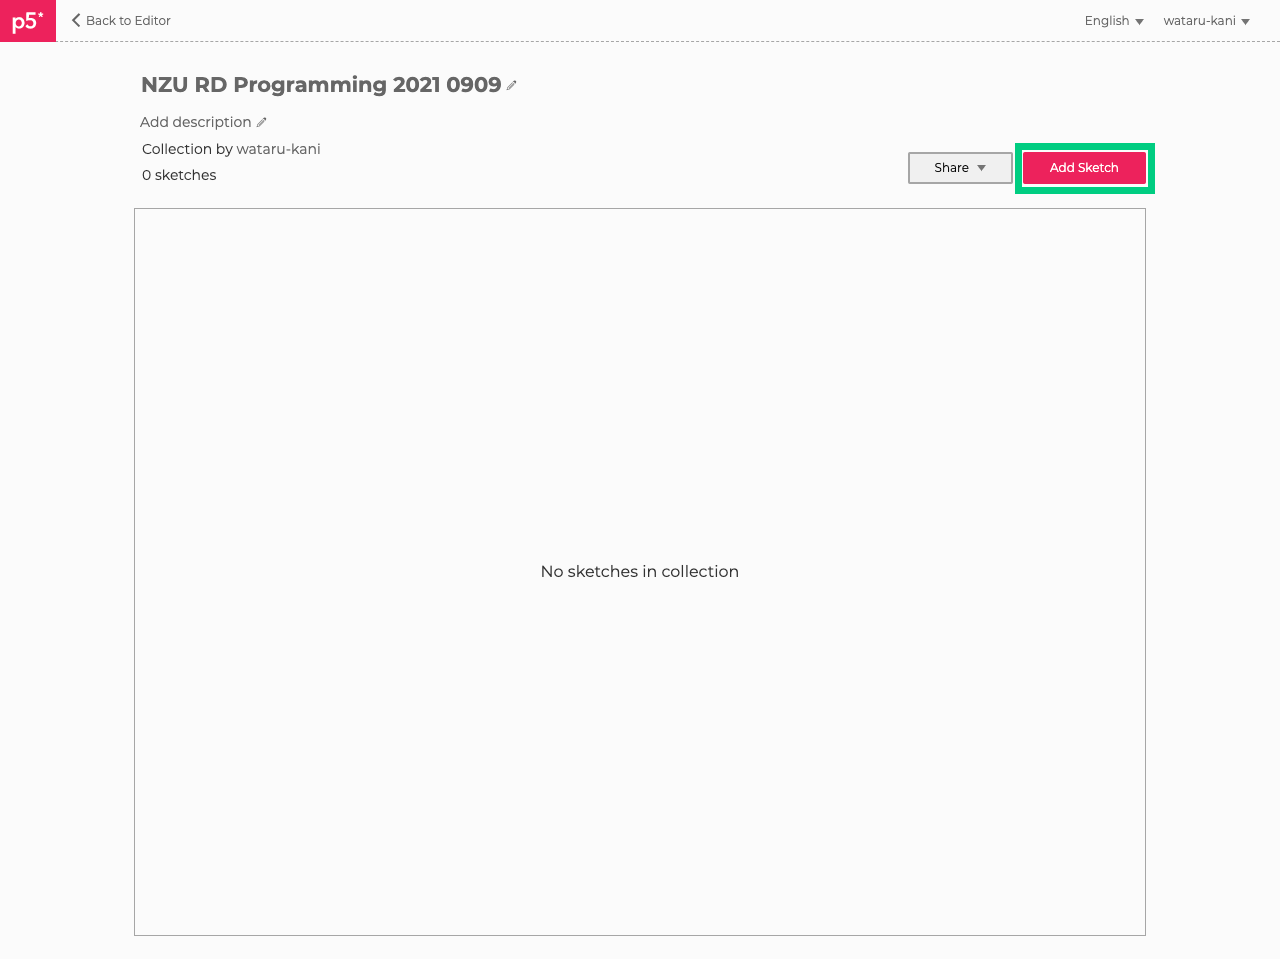 p5* Back to Editor English wataru-kani
NZU RD Programming 2021 0909
Add description
Collection by wataru-kani
0 sketches
Share Add Sketch
No sketches in collection